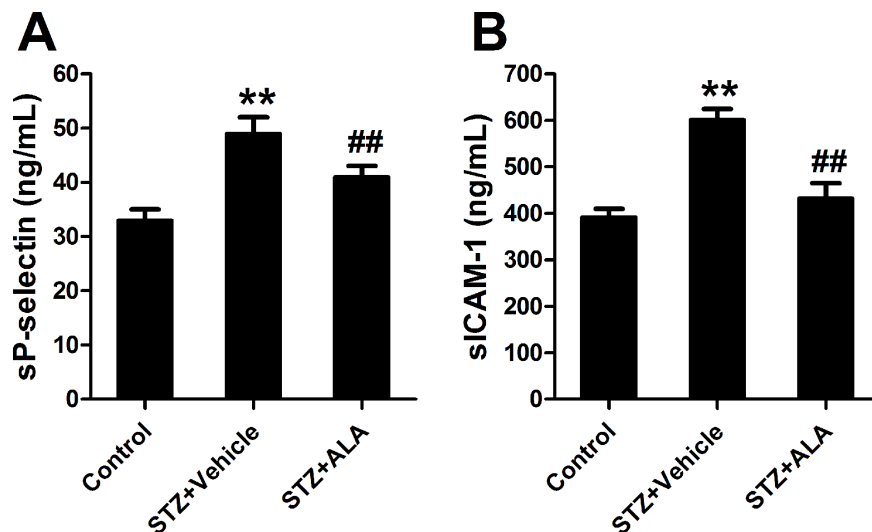 A
sP-selectin (ng/mL)
60
50
40
30
20
10
0
**
##
Control
STZ+Vehicle
STZ+ALA
B
sICAM-1 (ng/mL)
700
600
500
400
300
200
100
0
**
##
Control
STZ+Vehicle
STZ+ALA